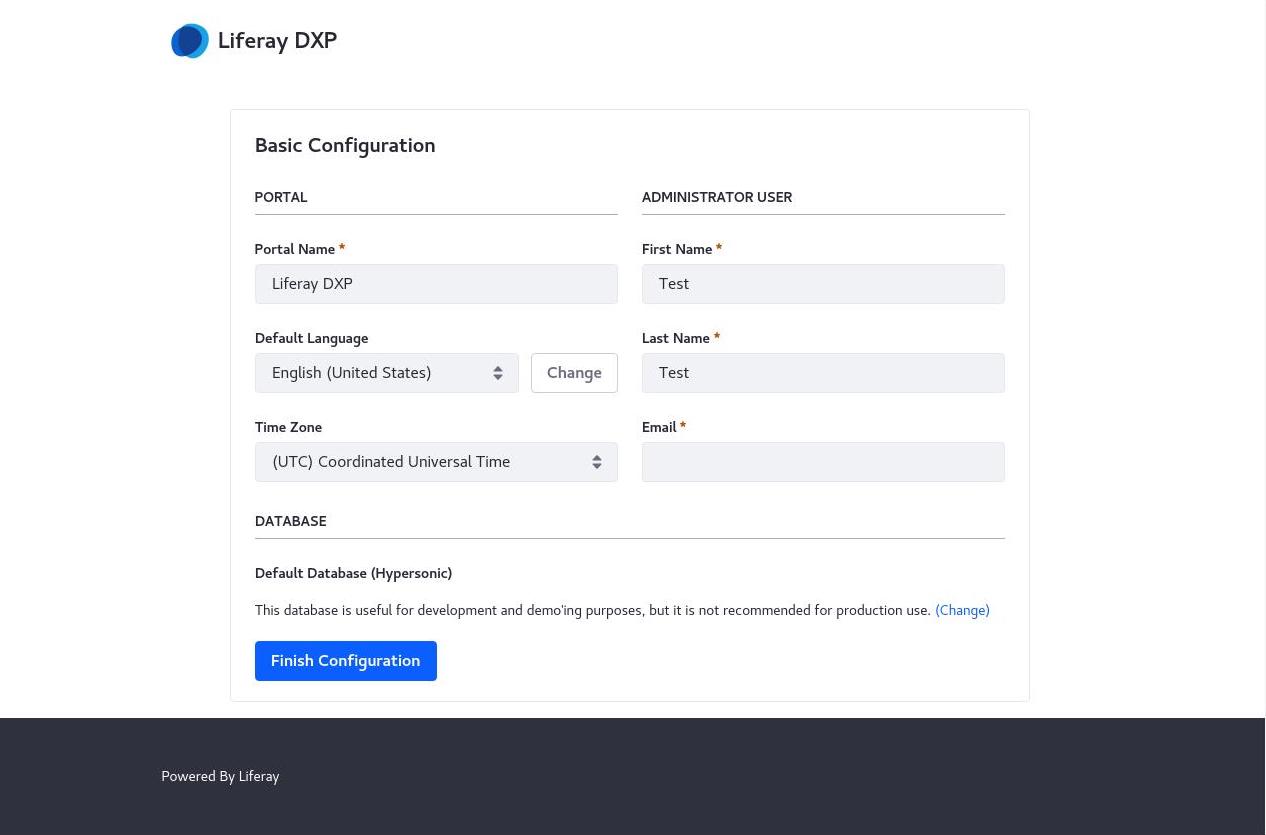 Liferay DXP
Basic Configuration
PORTAL
Portal Name *
Liferay DXP
Default Language
English (United States)
Change
Time Zone
(UTC) Coordinated Universal Time
ADMINISTRATOR USER
First Name *
Test
Last Name *
Test
Email *
DATABASE
Default Database (Hypersonic)
This database is useful for development and demo'ing purposes, but it is not recommended for production use. (Change)
Finish Configuration
Powered By Liferay